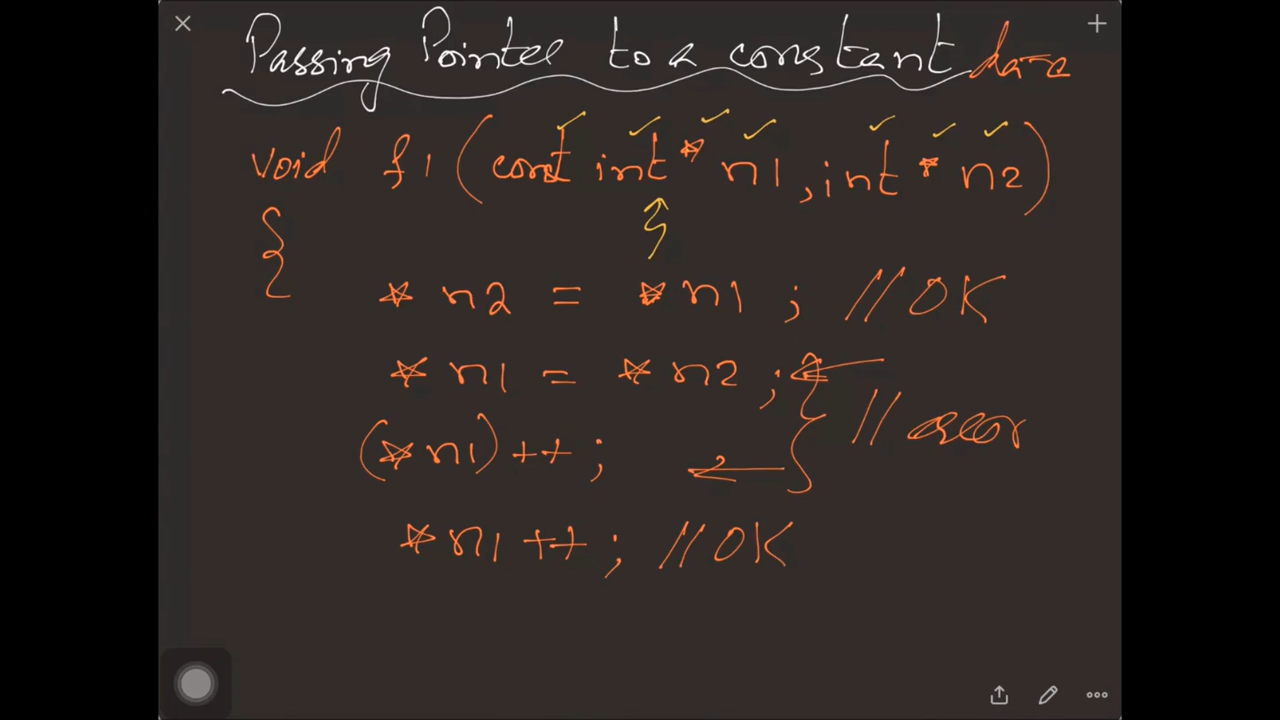 Passing Pointer to a constant data
void f1 (const int * n1, int * n2)
{
* n2 = * n1 ; // OK
* n1 = * n2 ;
(* n1) ++ ; } // error
* n1 ++ ; // OK